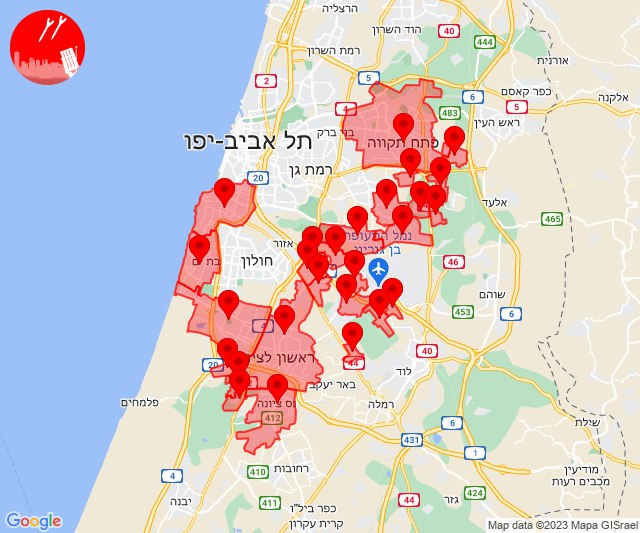 הרצליה
40
הוד השרון
444
אורנית
רמת השרון
2
5
כפר קאסם
אלקנה
6
4
483
5
בני ברק
פתח תקווה
ראש העין
תל אביב-יפו
רמת גן
20
אלעד
465
נמל התעופה
אזור
בן גוריון
חולון
בת ים
46
שוהם
453
6
4
ראשון לציון
44
40
20
לוד
באר יעקב
פלמחים
נס ציונה
רמלה
412
431
שילת
1
410
רחובות
4
מודיעין
מכבים רעות
יבנה
411
44
424
גזר
כפר ביל"ו
קרית עקרון
Google
Map data ©2023 Mapa GISrael